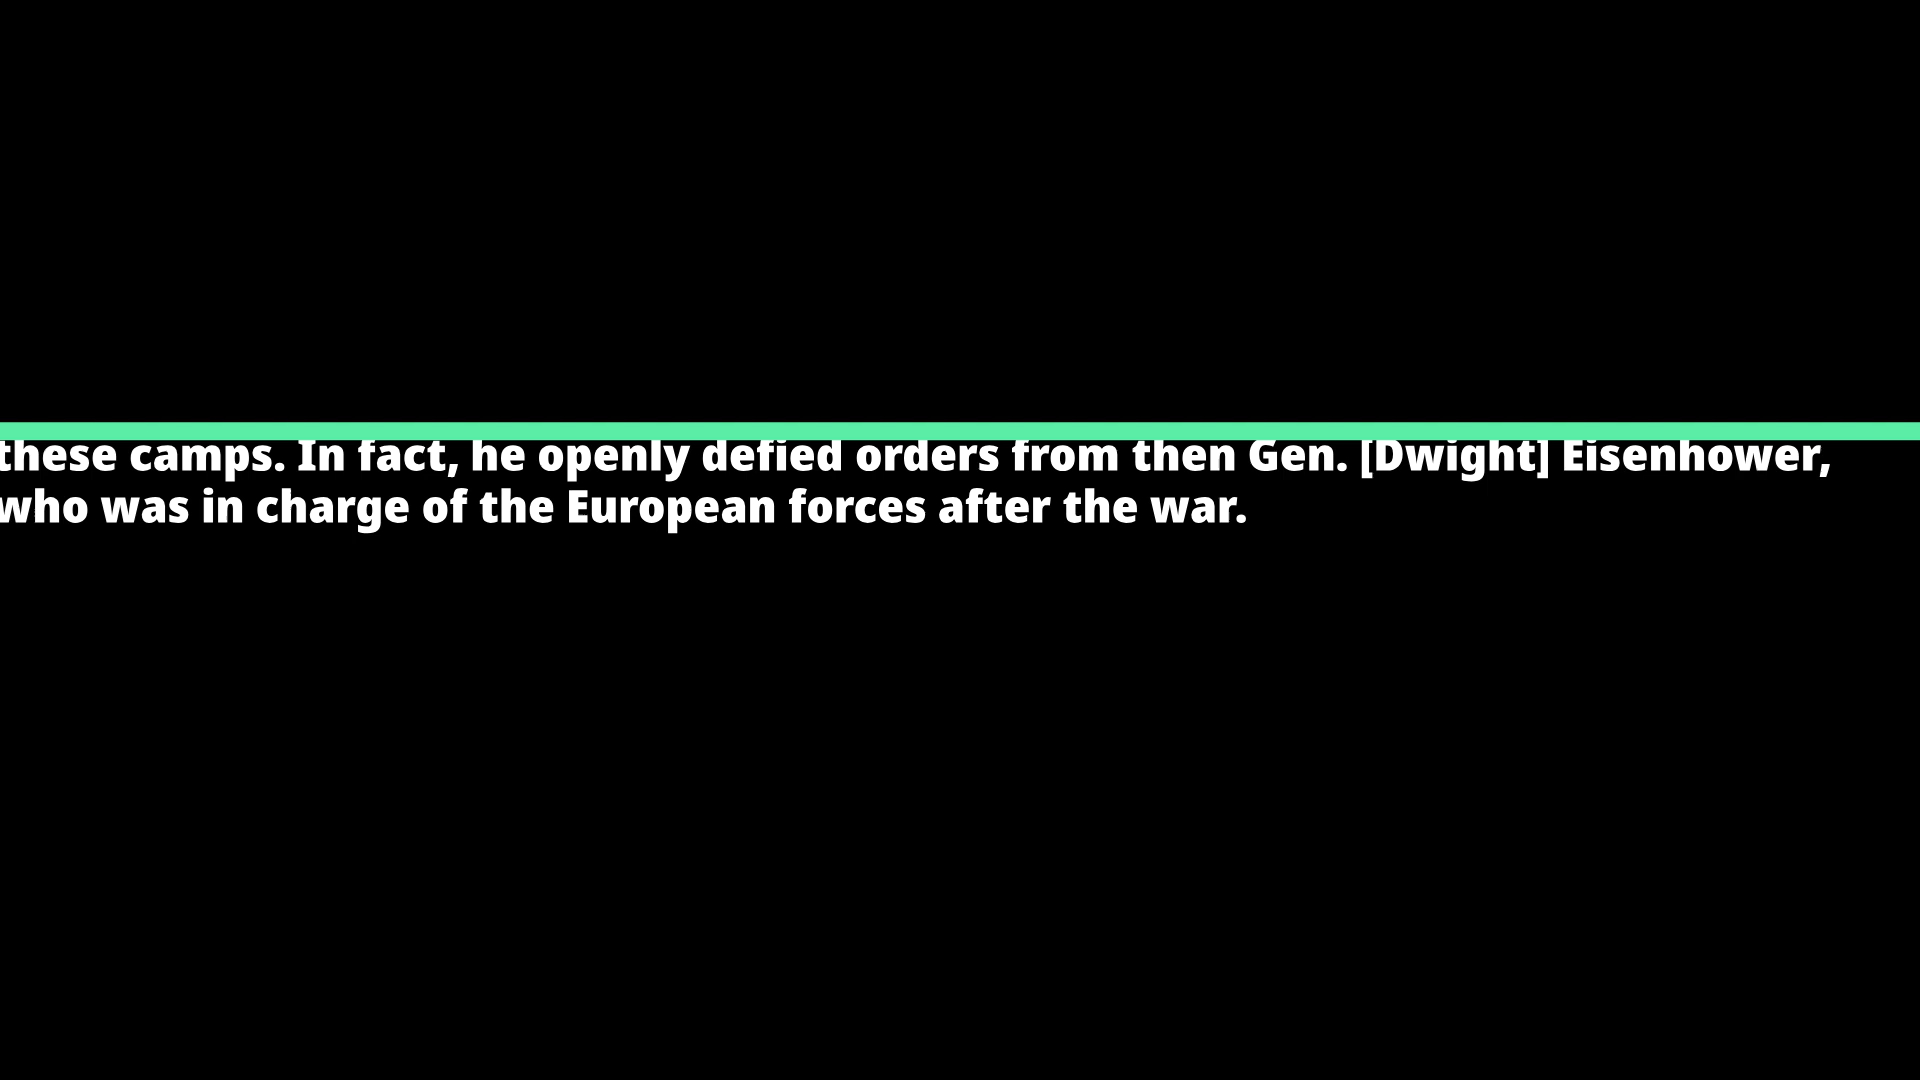 these camps. In fact, he openly defied orders from then Gen. [Dwight] Eisenhower,
who was in charge of the European forces after the war.